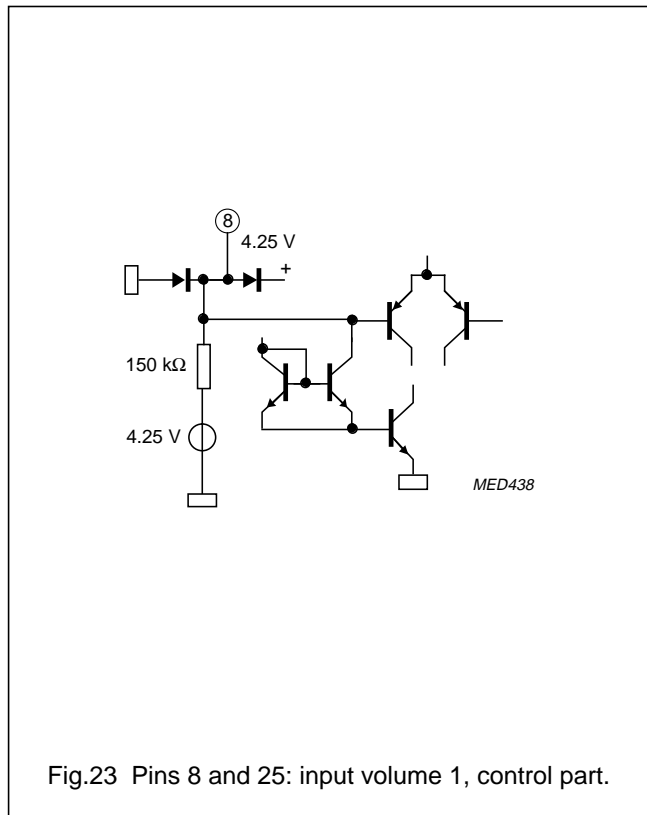 8
4.25 V
+
150 kΩ
4.25 V
MED438
Fig.23 Pins 8 and 25: input volume 1, control part.